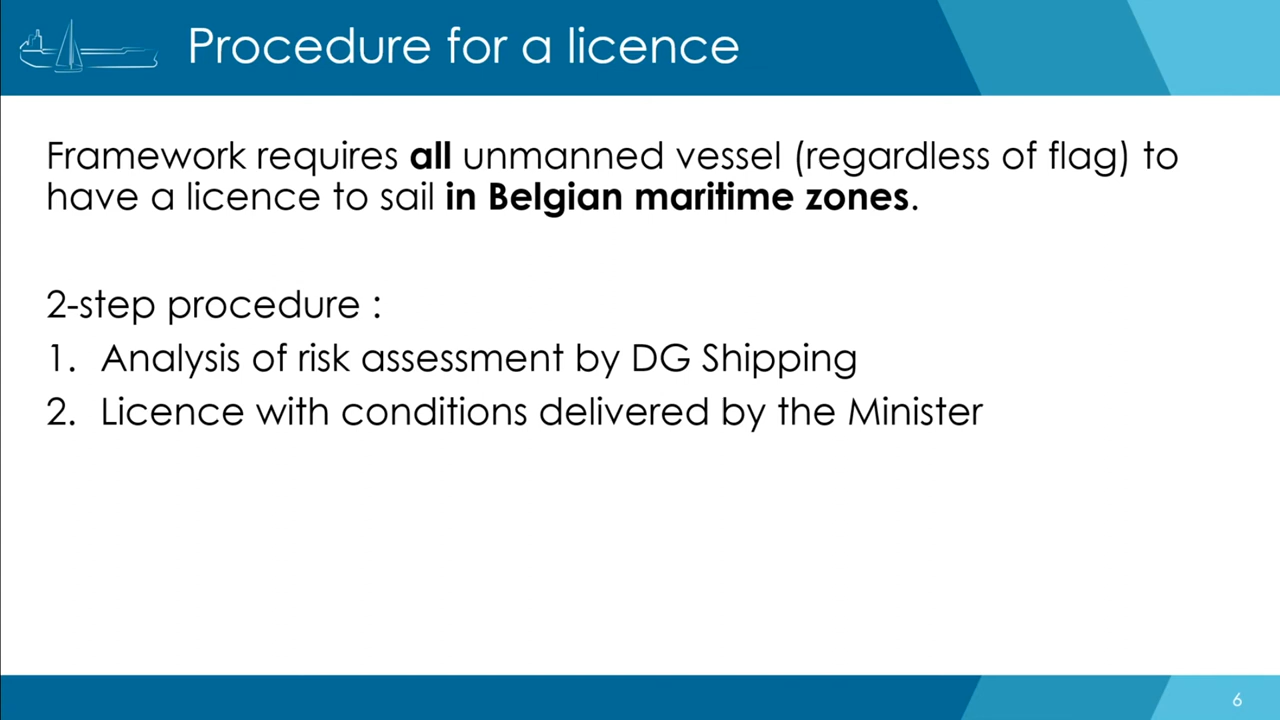 Procedure for a licence
Framework requires all unmanned vessel (regardless of flag) to
have a licence to sail in Belgian maritime zones.
2-step procedure :
1. Analysis of risk assessment by DG Shipping
2. Licence with conditions delivered by the Minister
6